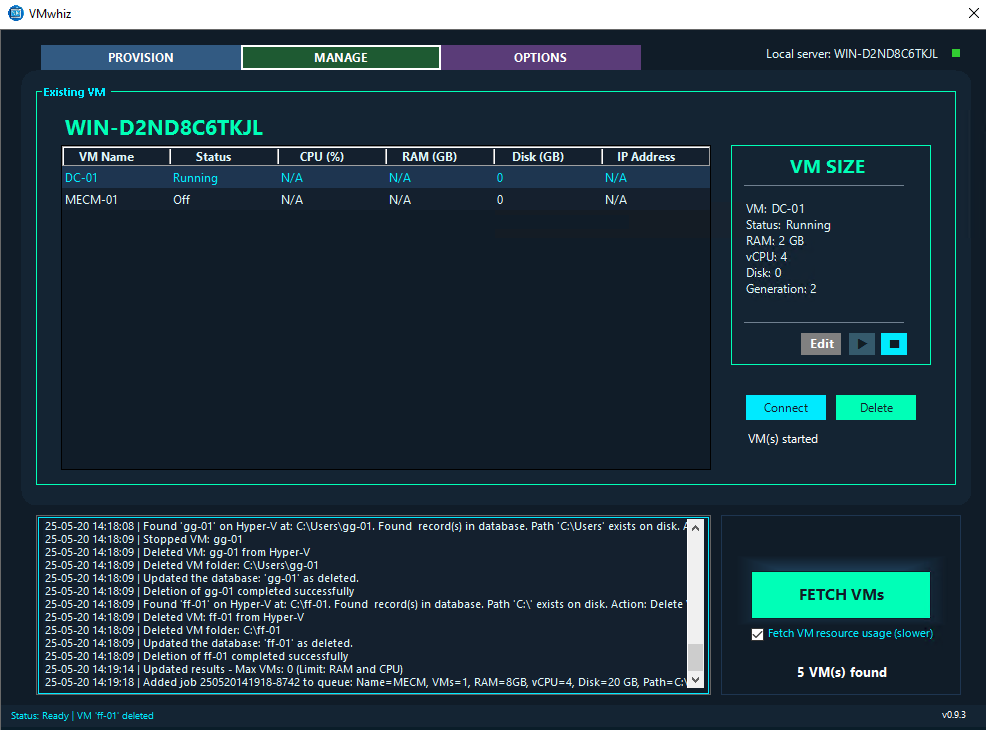 VMwhiz
PROVISION MANAGE OPTIONS Local server: WIN-D2ND8C6TKJL
Existing VM
WIN-D2ND8C6TKJL
VM Name Status CPU (%) RAM (GB) Disk (GB) IP Address
DC-01 Running N/A N/A 0 N/A
MECM-01 Off N/A N/A 0 N/A
VM SIZE
VM: DC-01
Status: Running
RAM: 2 GB
vCPU: 4
Disk: 0
Generation: 2
Edit
Connect Delete
VM(s) started
25-05-20 14:18:08 | Found 'gg-01' on Hyper-V at: C:\Users\gg-01. Found  record(s) in database. Path 'C:\Users' exists on disk.
25-05-20 14:18:09 | Stopped VM: gg-01
25-05-20 14:18:09 | Deleted VM: gg-01 from Hyper-V
25-05-20 14:18:09 | Deleted VM folder: C:\Users\gg-01
25-05-20 14:18:09 | Updated the database: 'gg-01' as deleted.
25-05-20 14:18:09 | Deletion of gg-01 completed successfully
25-05-20 14:18:09 | Found 'ff-01' on Hyper-V at: C:\ff-01. Found  record(s) in database. Path 'C:\' exists on disk. Action: Delete
25-05-20 14:18:09 | Deleted VM: ff-01 from Hyper-V
25-05-20 14:18:09 | Deleted VM folder: C:\ff-01
25-05-20 14:18:09 | Updated the database: 'ff-01' as deleted.
25-05-20 14:18:09 | Deletion of ff-01 completed successfully
25-05-20 14:19:14 | Updated results - Max VMs: 0 (Limit: RAM and CPU)
25-05-20 14:19:18 | Added job 250520141918-8742 to queue: Name=MECM, VMs=1, RAM=8GB, vCPU=4, Disk=20 GB, Path=C:\
FETCH VMs
Fetch VM resource usage (slower)
5 VM(s) found
Status: Ready | VM 'ff-01' deleted
v0.9.3